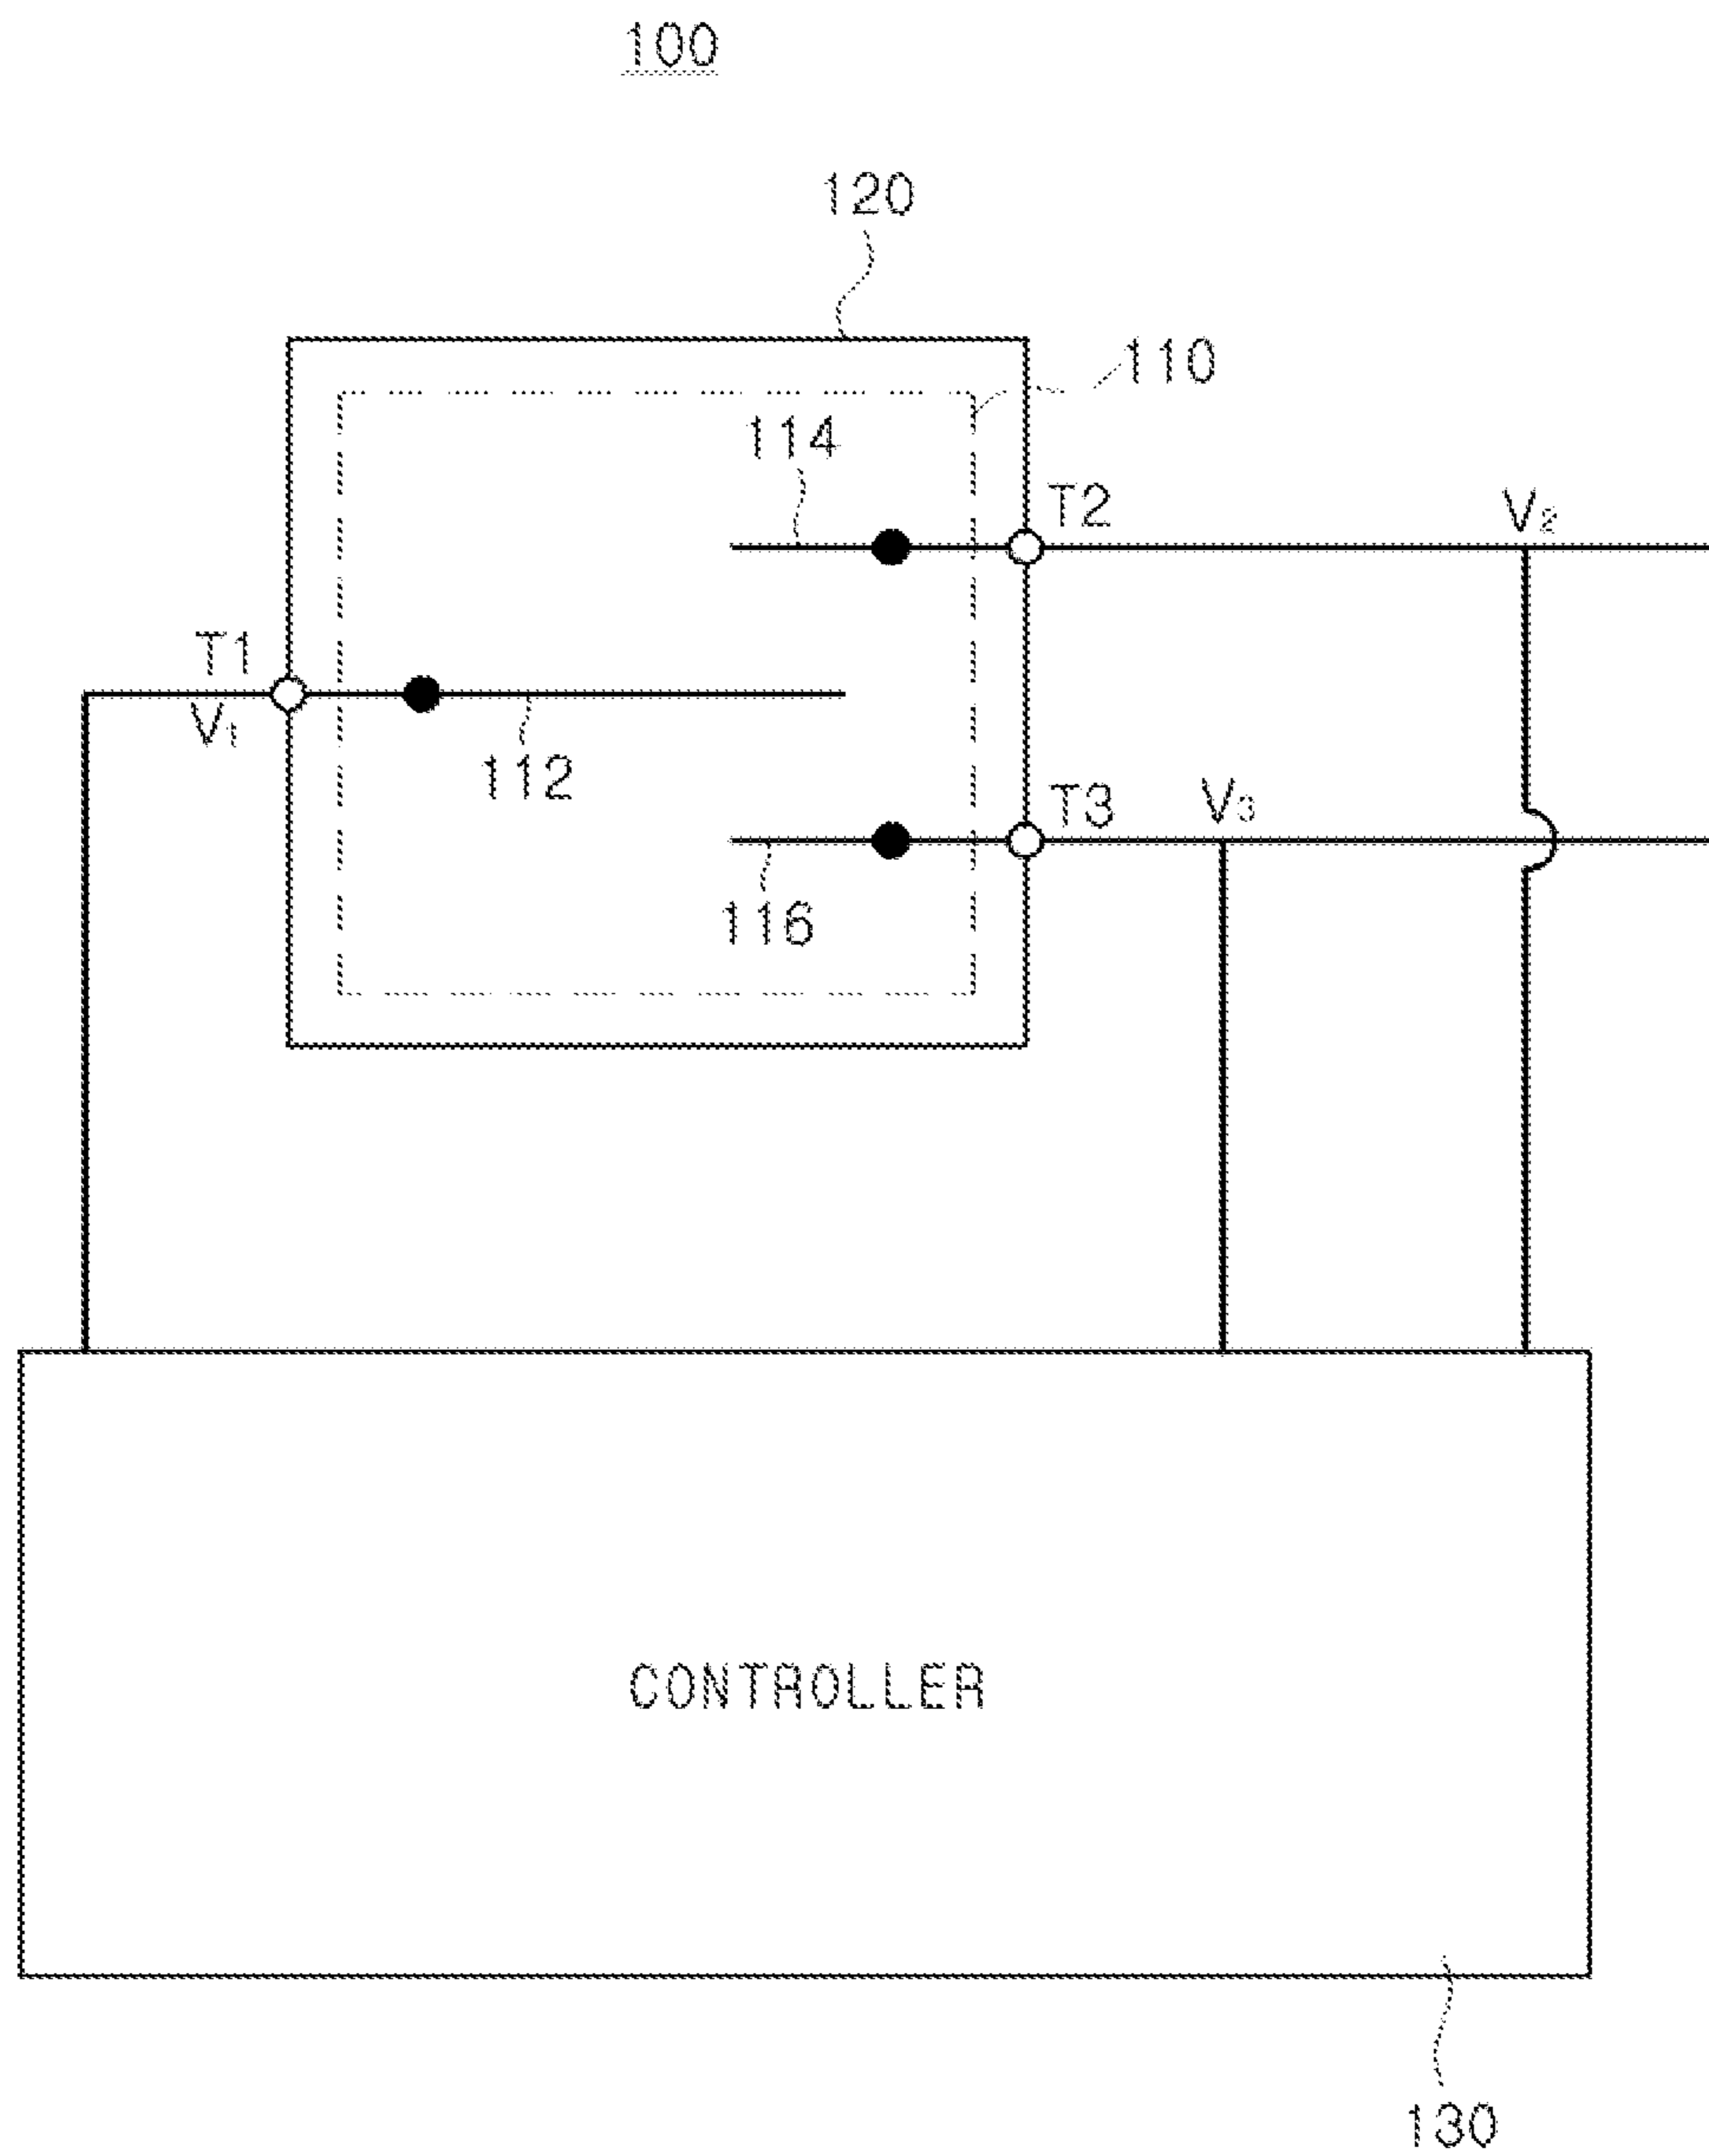 100
120
110
114
T2
V₂
T1
V₁
112
T3
V₃
116
CONTROLLER
130